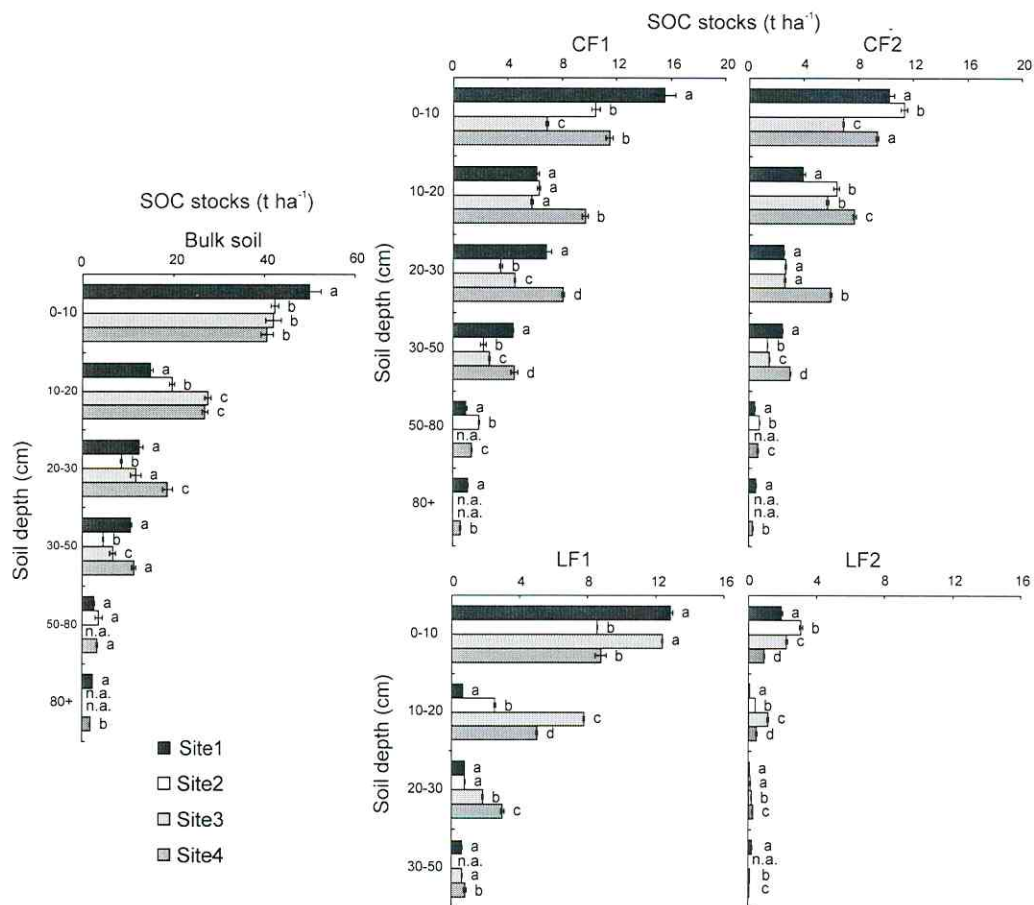 SOC stocks (t ha⁻¹)
Bulk soil
0 20 40 60
Soil depth (cm)
0-10 a b b b
10-20 a b c c
20-30 a b a c
30-50 a b c a
50-80 a a n.a. a
80+ a n.a. n.a. b
Site1
Site2
Site3
Site4
SOC stocks (t ha⁻¹)
CF1
0 4 8 12 16 20
Soil depth (cm)
0-10 a b c b
10-20 a a a b
20-30 a b c d
30-50 a b c d
50-80 a b n.a. c
80+ a n.a. n.a. b
CF2
0 4 8 12 16 20
a b c a
a b b c
a a a b
a b c d
a b n.a. c
a n.a. n.a. b
LF1
0 4 8 12 16
Soil depth (cm)
0-10 a b a b
10-20 a b c d
20-30 a a b c
30-50 a n.a. a b
LF2
0 4 8 12 16
a b c d
a b c d
a a b c
a n.a. b c